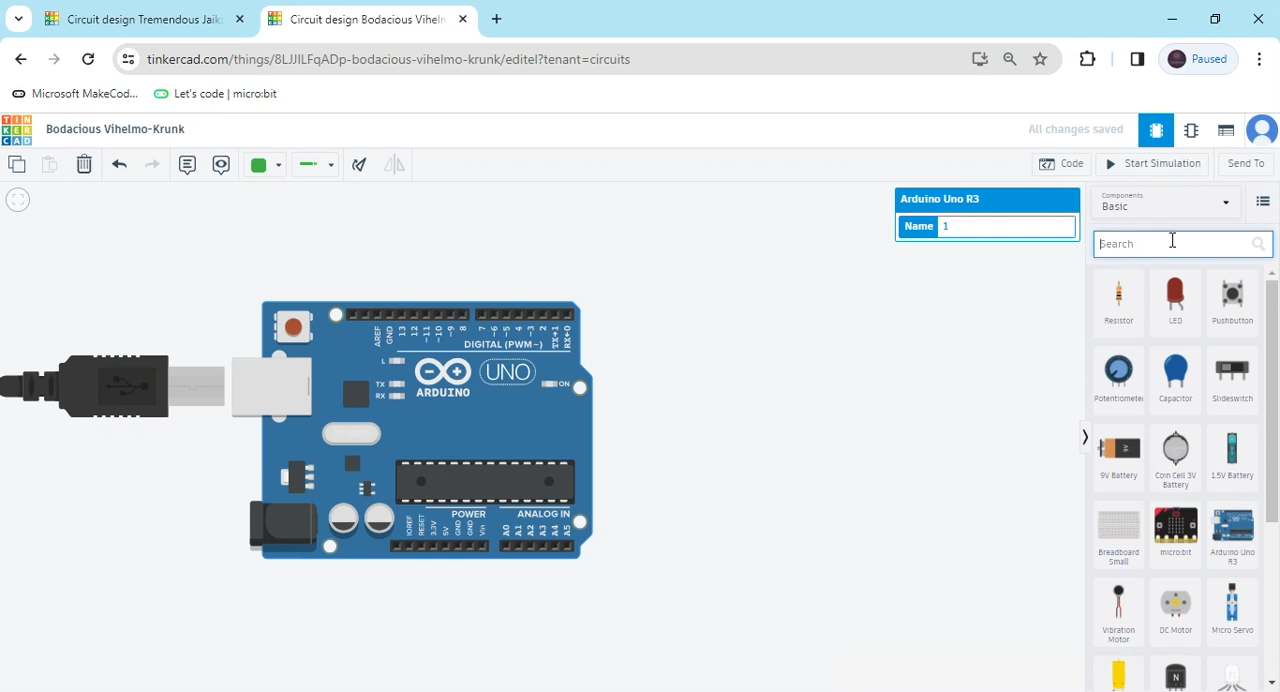 Circuit design Tremendous Jaik
Circuit design Bodacious Vihelm
tinkercad.com/things/8LJJILFqADp-bodacious-vihelmo-krunk/editel?tenant=circuits
Paused
Microsoft MakeCod...
Let's code | micro:bit
TIN
KER
CAD
Bodacious Vihelmo-Krunk
All changes saved
Code
Start Simulation
Send To
Arduino Uno R3
Name 1
Components
Basic
Search
Resistor
LED
Pushbutton
Potentiometer
Capacitor
Slideswitch
9V Battery
Coin Cell 3V
Battery
1.5V Battery
Breadboard
Small
micro:bit
Arduino Uno
R3
Vibration
Motor
DC Motor
Micro Servo
AREF
GND
13
12
~11
~10
~9
8
7
~6
~5
4
~3
2
TX→1
RX←0
DIGITAL (PWM~)
L
TX
RX
UNO
ARDUINO
ON
POWER
ANALOG IN
IOREF
RESET
3.3V
5V
GND
GND
Vin
A0
A1
A2
A3
A4
A5